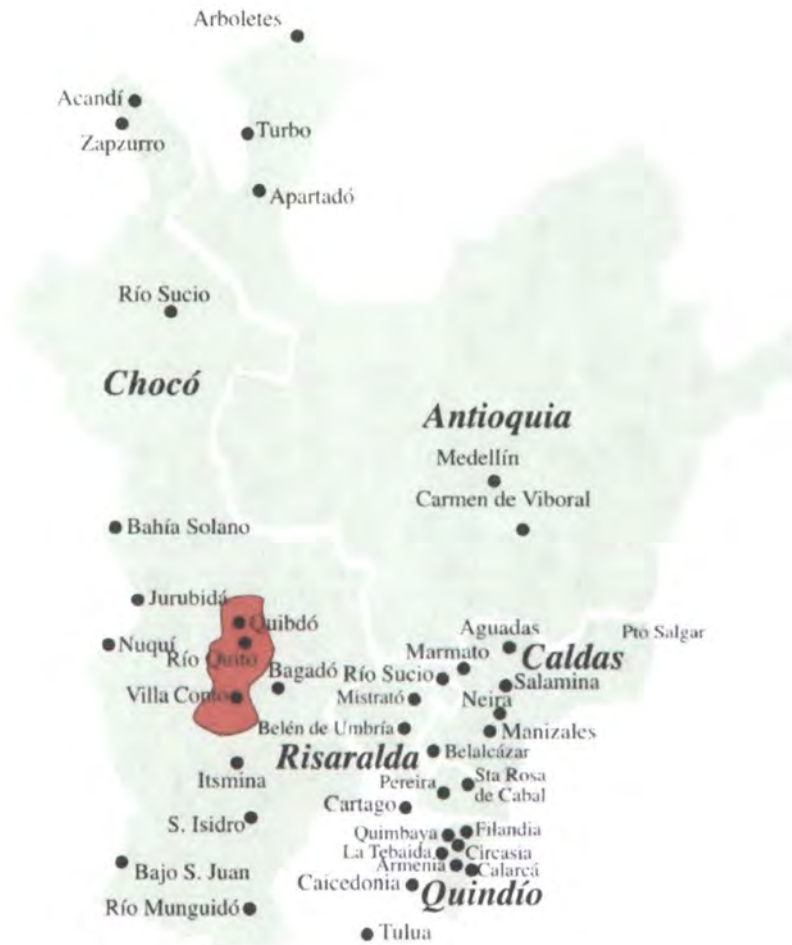 Arboletes
Acandí
Zapzurro
Turbo
Apartadó
Río Sucio
Chocó
Antioquia
Medellín
Carmen de Viboral
Bahía Solano
Jurubidá
Quibdó
Nuquí
Río Quito
Aguadas
Pto Salgar
Marmato
Caldas
Bagadó
Río Sucio
Salamina
Villa Conto
Mistrató
Neira
Belén de Umbría
Manizales
Risaralda
Belalcázar
Itsmina
Pereira
Sta Rosa
de Cabal
Cartago
S. Isidro
Quimbaya
Filandia
La Tebaida
Circasia
Bajo S. Juan
Armenia
Calarcá
Caicedonia
Quindío
Río Munguidó
Tulua